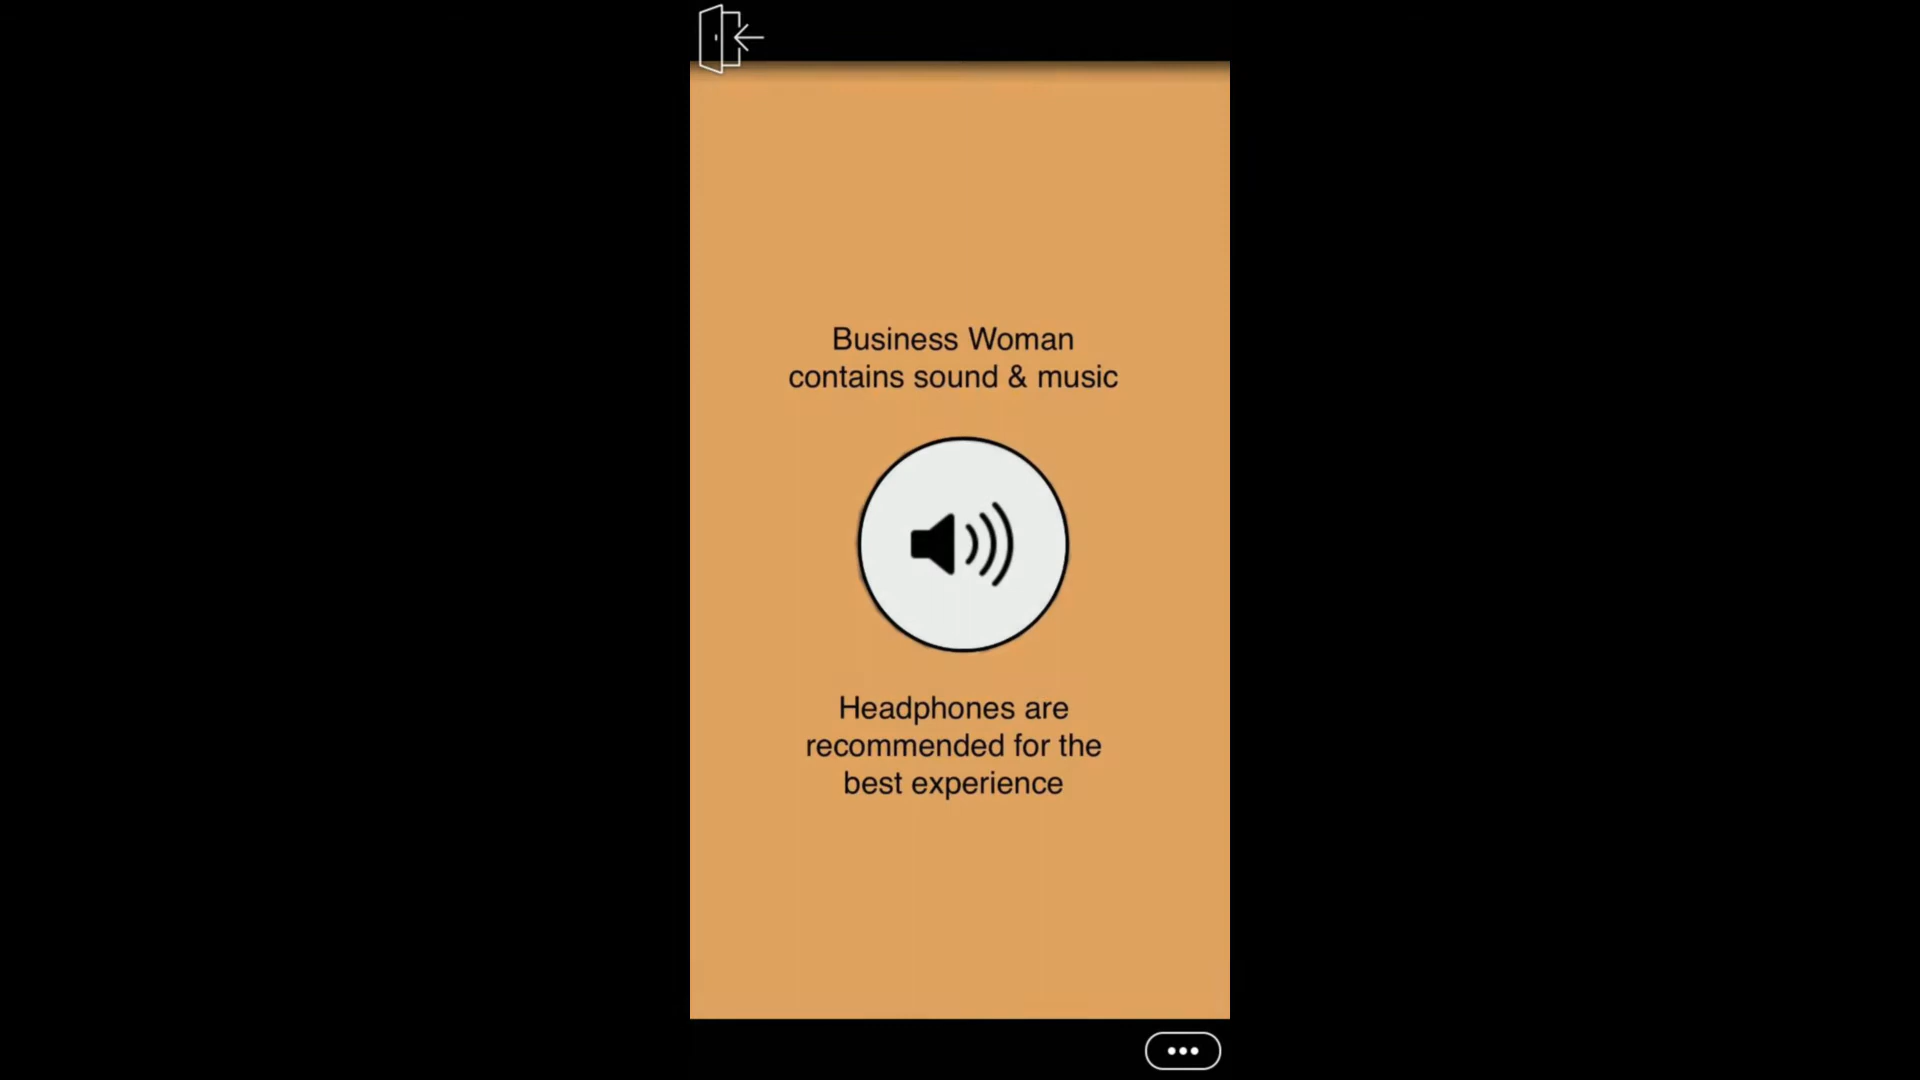 Business Woman
contains sound & music
Headphones are
recommended for the
best experience